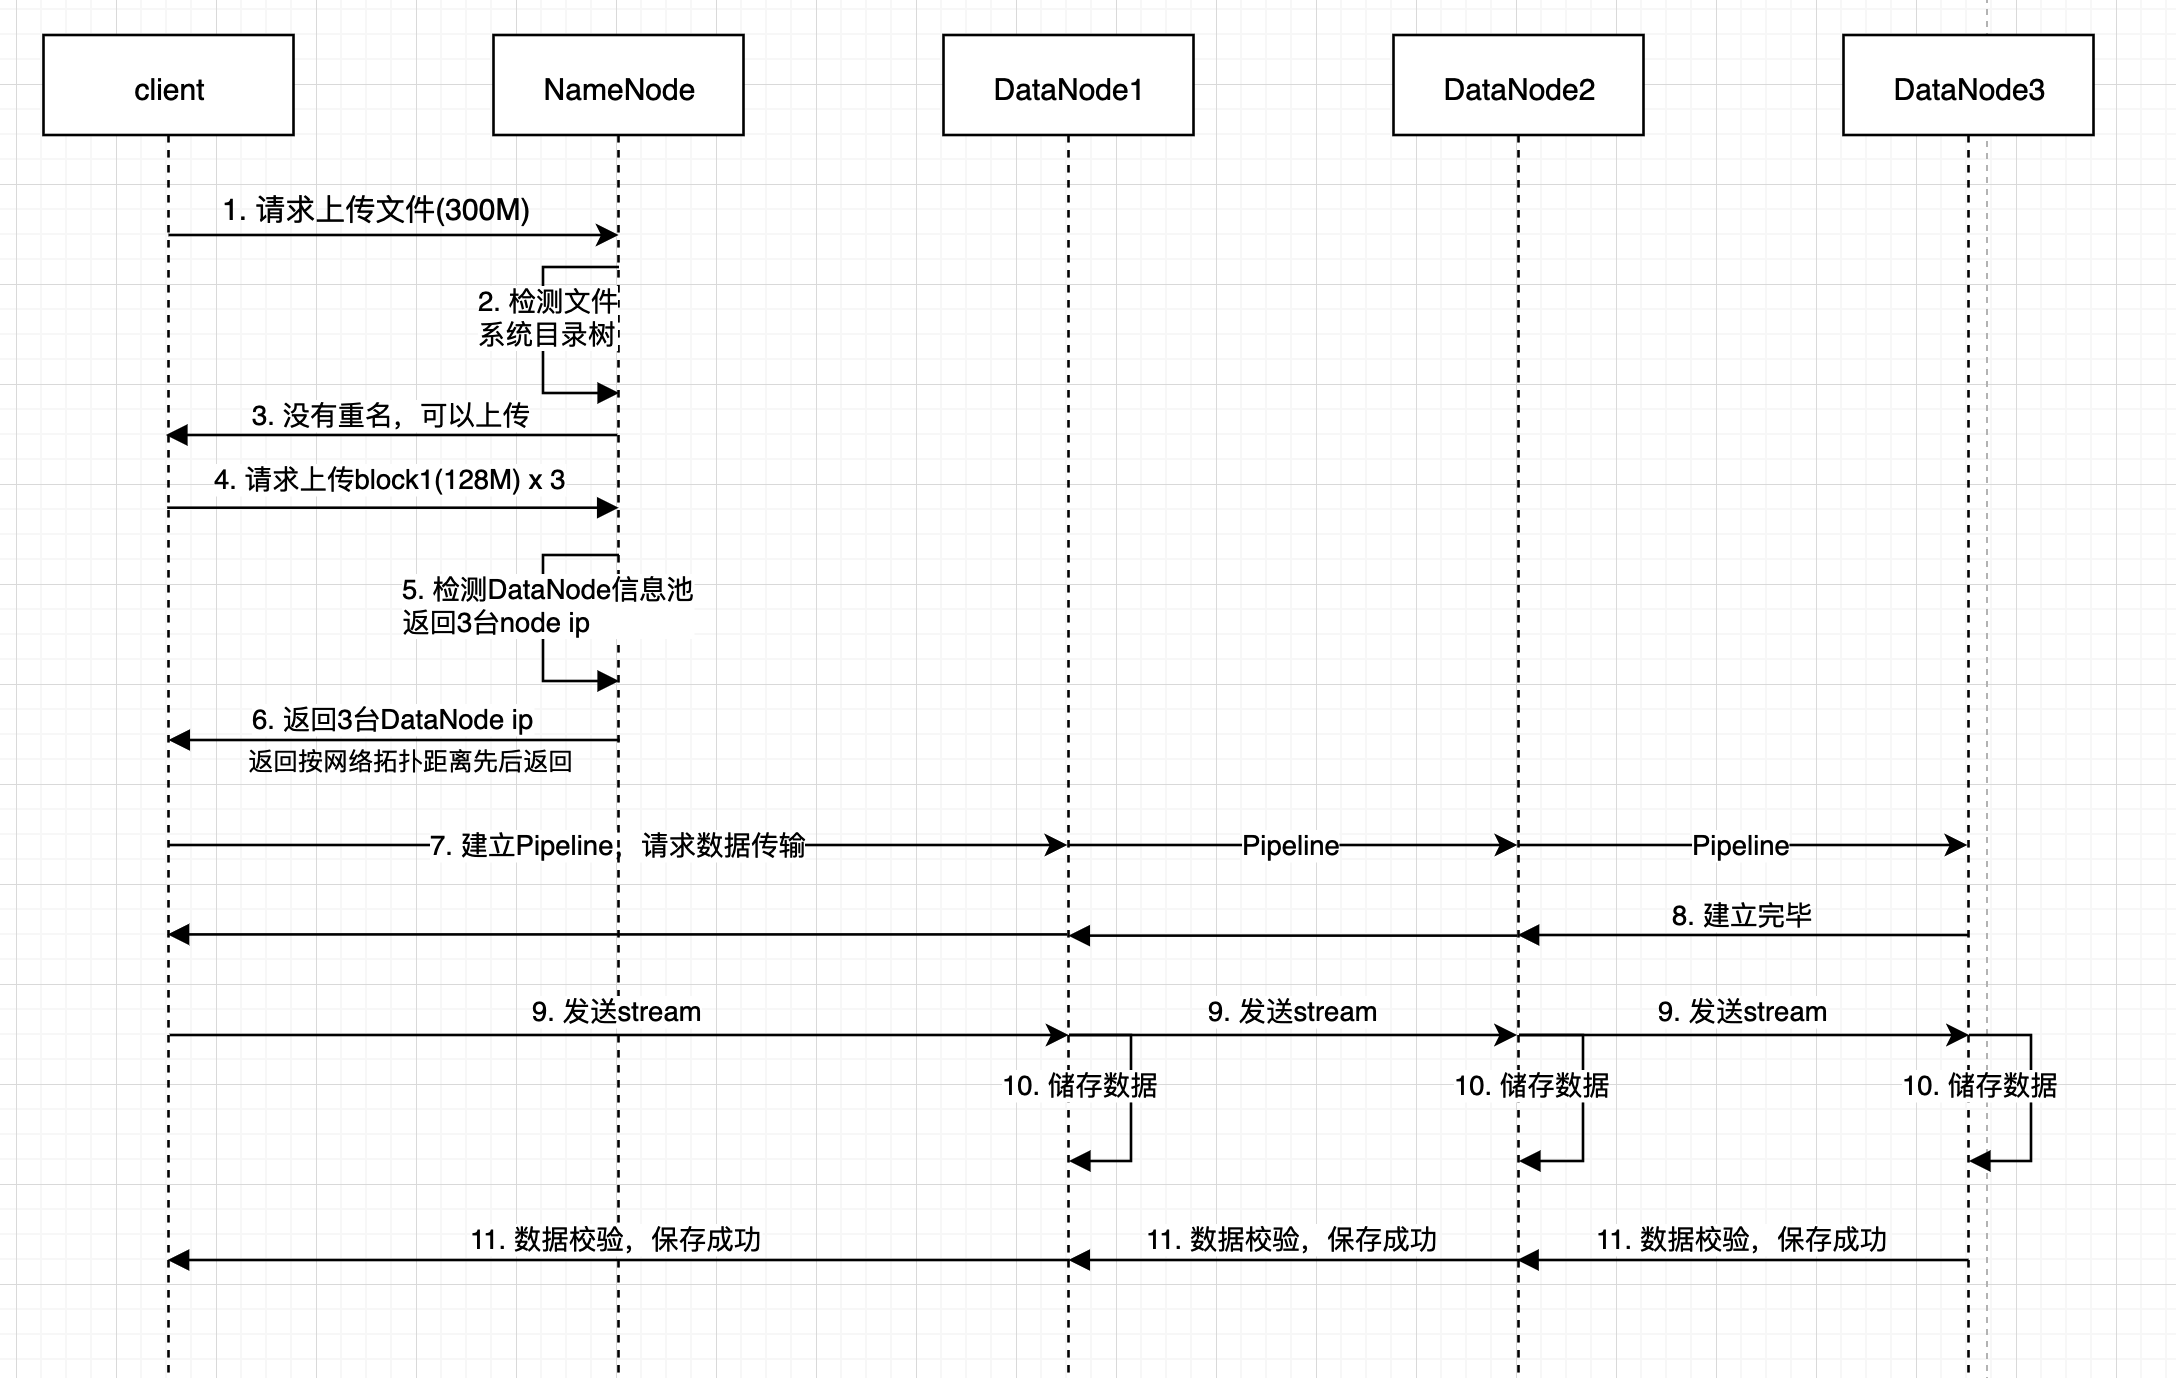 client
NameNode
DataNode1
DataNode2
DataNode3
1. 请求上传文件(300M)
2. 检测文件
系统目录树
3. 没有重名，可以上传
4. 请求上传block1(128M) x 3
5. 检测DataNode信息池
返回3台node ip
6. 返回3台DataNode ip
返回按网络拓扑距离先后返回
7. 建立Pipeline， 请求数据传输
Pipeline
Pipeline
8. 建立完毕
9. 发送stream
9. 发送stream
9. 发送stream
10. 储存数据
10. 储存数据
10. 储存数据
11. 数据校验，保存成功
11. 数据校验，保存成功
11. 数据校验，保存成功